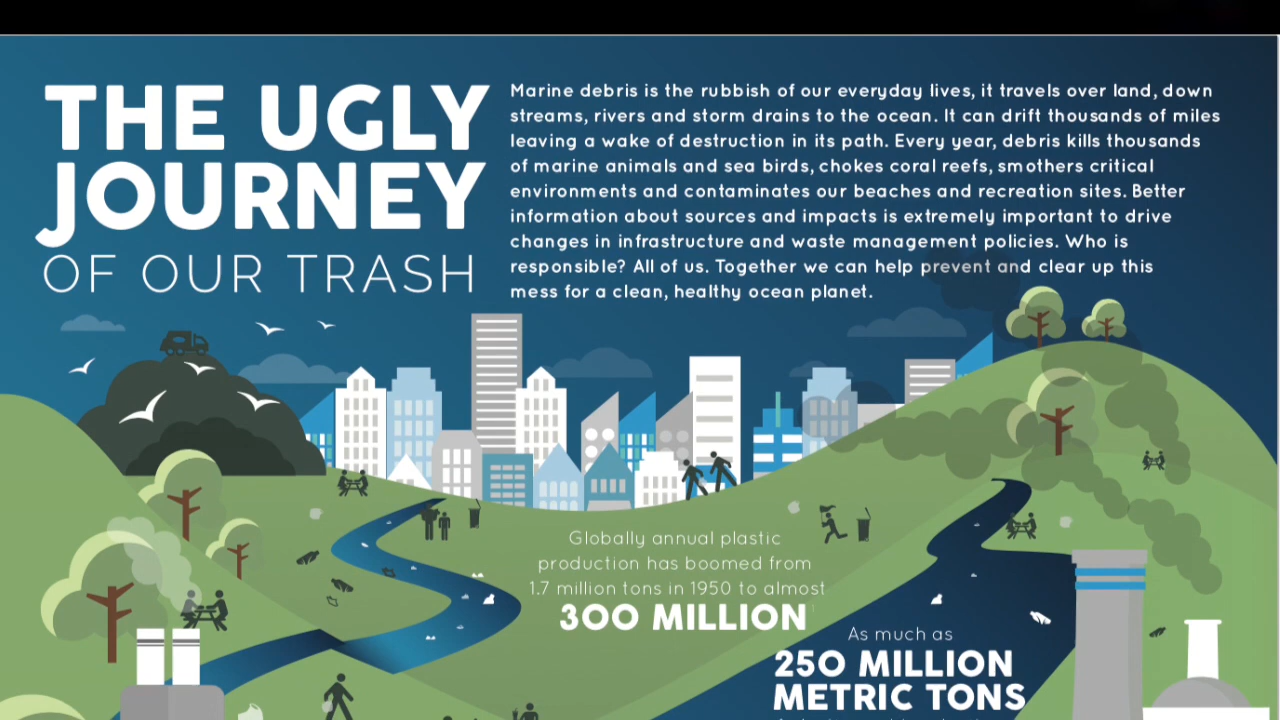 THE UGLY
JOURNEY
OF OUR TRASH
Marine debris is the rubbish of our everyday lives, it travels over land, down
streams, rivers and storm drains to the ocean. It can drift thousands of miles
leaving a wake of destruction in its path. Every year, debris kills thousands
of marine animals and sea birds, chokes coral reefs, smothers critical
environments and contaminates our beaches and recreation sites. Better
information about sources and impacts is extremely important to drive
changes in infrastructure and waste management policies. Who is
responsible? All of us. Together we can help prevent and clear up this
mess for a clean, healthy ocean planet.
Globally annual plastic
production has boomed from
1.7 million tons in 1950 to almost
300 MILLION
As much as
250 MILLION
METRIC TONS